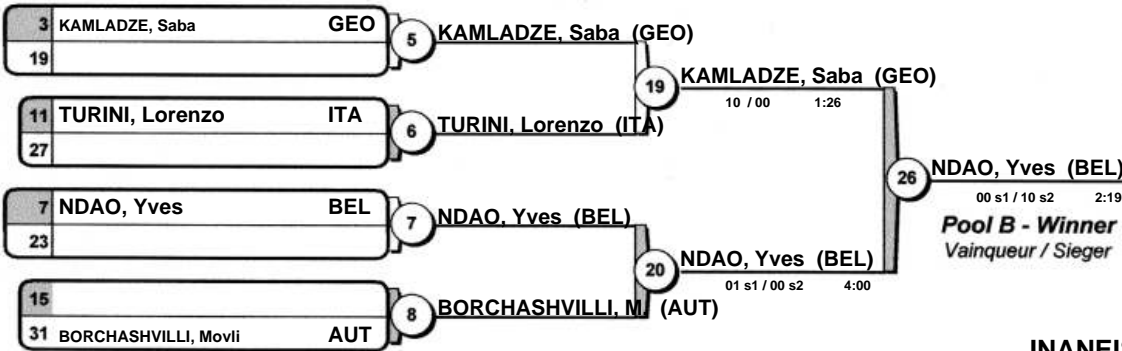 3 KAMLADZE, Saba GEO
19
5 KAMLADZE, Saba (GEO)
11 TURINI, Lorenzo ITA
27
6 TURINI, Lorenzo (ITA)
19 KAMLADZE, Saba (GEO)
10 / 00 1:26
7 NDAO, Yves BEL
23
7 NDAO, Yves (BEL)
15
31 BORCHASHVILLI, Movli AUT
8 BORCHASHVILLI, M. (AUT)
20 NDAO, Yves (BEL)
01 s1 / 00 s2 4:00
26 NDAO, Yves (BEL)
00 s1 / 10 s2 2:19
Pool B - Winner
Vainqueur / Sieger